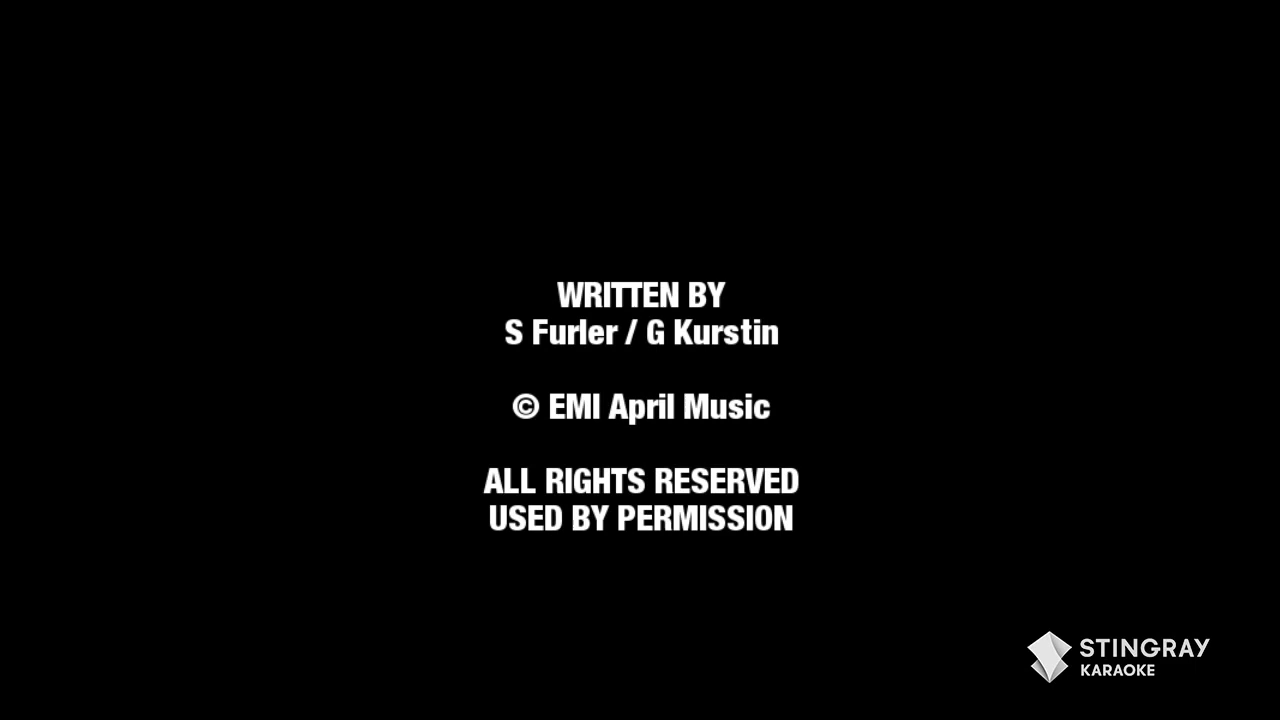 WRITTEN BY
S Furler / G Kurstin
© EMI April Music
ALL RIGHTS RESERVED
USED BY PERMISSION
STINGRAY
KARAOKE